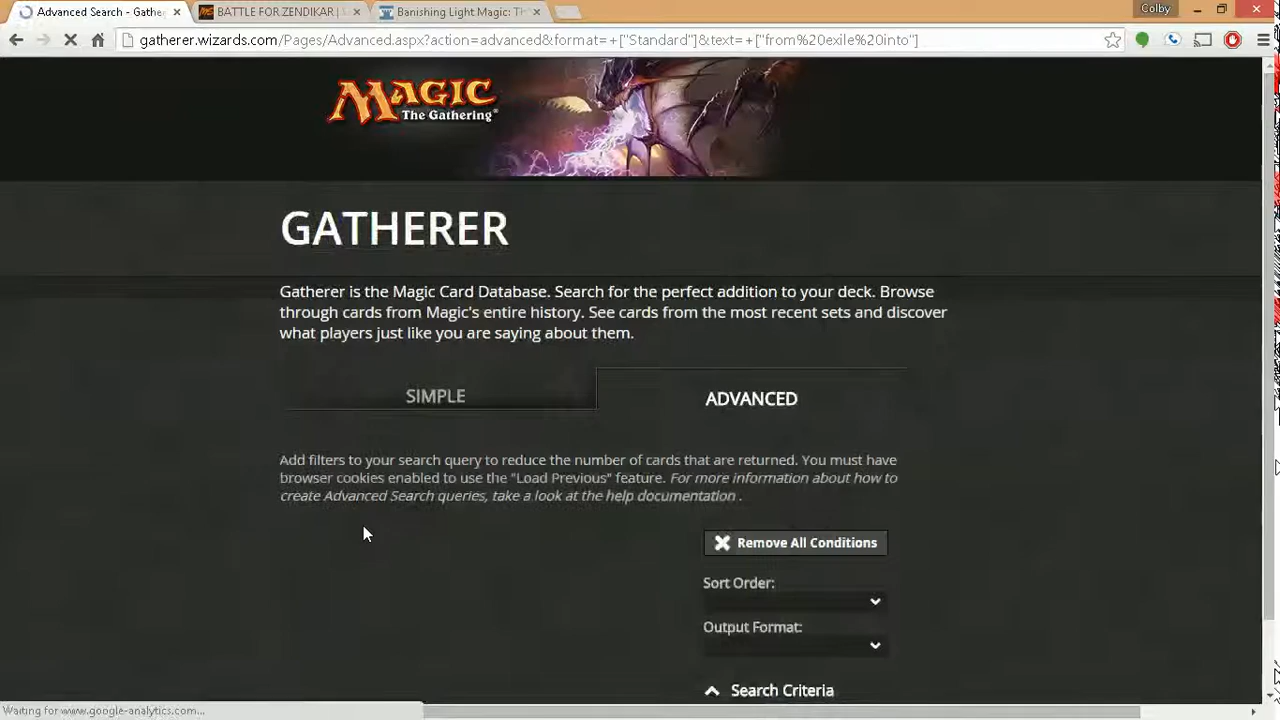 Advanced Search - Gathe
BATTLE FOR ZENDIKAR |
Banishing Light Magic: Th
Colby
gatherer.wizards.com/Pages/Advanced.aspx?action=advanced&format=+["Standard"]&text=+["from%20exile%20into"]
MAGIC
The Gathering®
GATHERER
Gatherer is the Magic Card Database. Search for the perfect addition to your deck. Browse
through cards from Magic's entire history. See cards from the most recent sets and discover
what players just like you are saying about them.
SIMPLE
ADVANCED
Add filters to your search query to reduce the number of cards that are returned. You must have
browser cookies enabled to use the "Load Previous" feature. For more information about how to
create Advanced Search queries, take a look at the help documentation .
Remove All Conditions
Sort Order:
Output Format:
Search Criteria
Waiting for www.google-analytics.com...